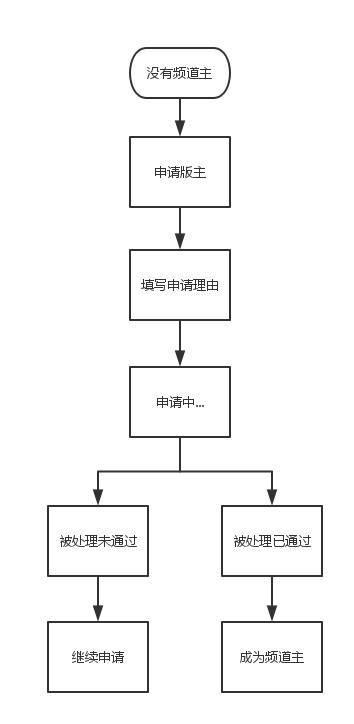 没有频道主
申请版主
填写申请理由
申请中...
被处理未通过
被处理已通过
继续申请
成为频道主